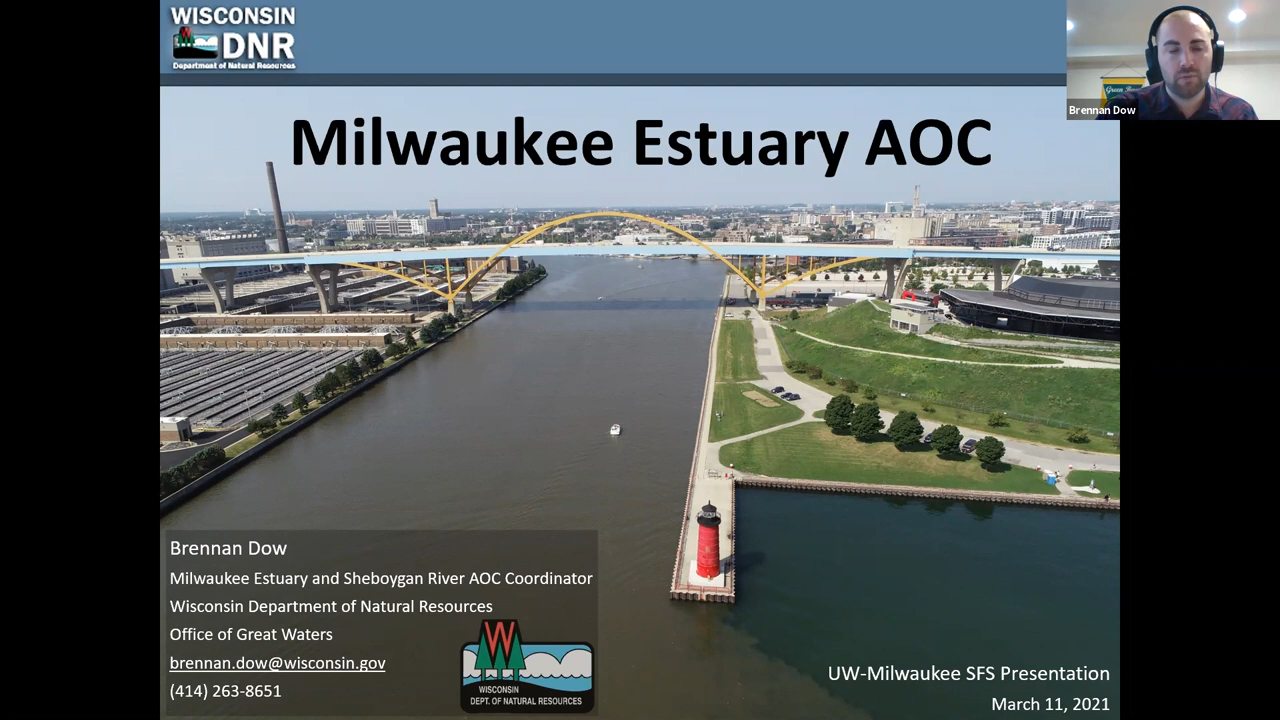 WISCONSIN
DNR
Department of Natural Resources
Green Bay
Brennan Dow
Milwaukee Estuary AOC
Brennan Dow
Milwaukee Estuary and Sheboygan River AOC Coordinator
Wisconsin Department of Natural Resources
Office of Great Waters
brennan.dow@wisconsin.gov
(414) 263-8651
W
WISCONSIN
DEPT. OF NATURAL RESOURCES
UW-Milwaukee SFS Presentation
March 11, 2021